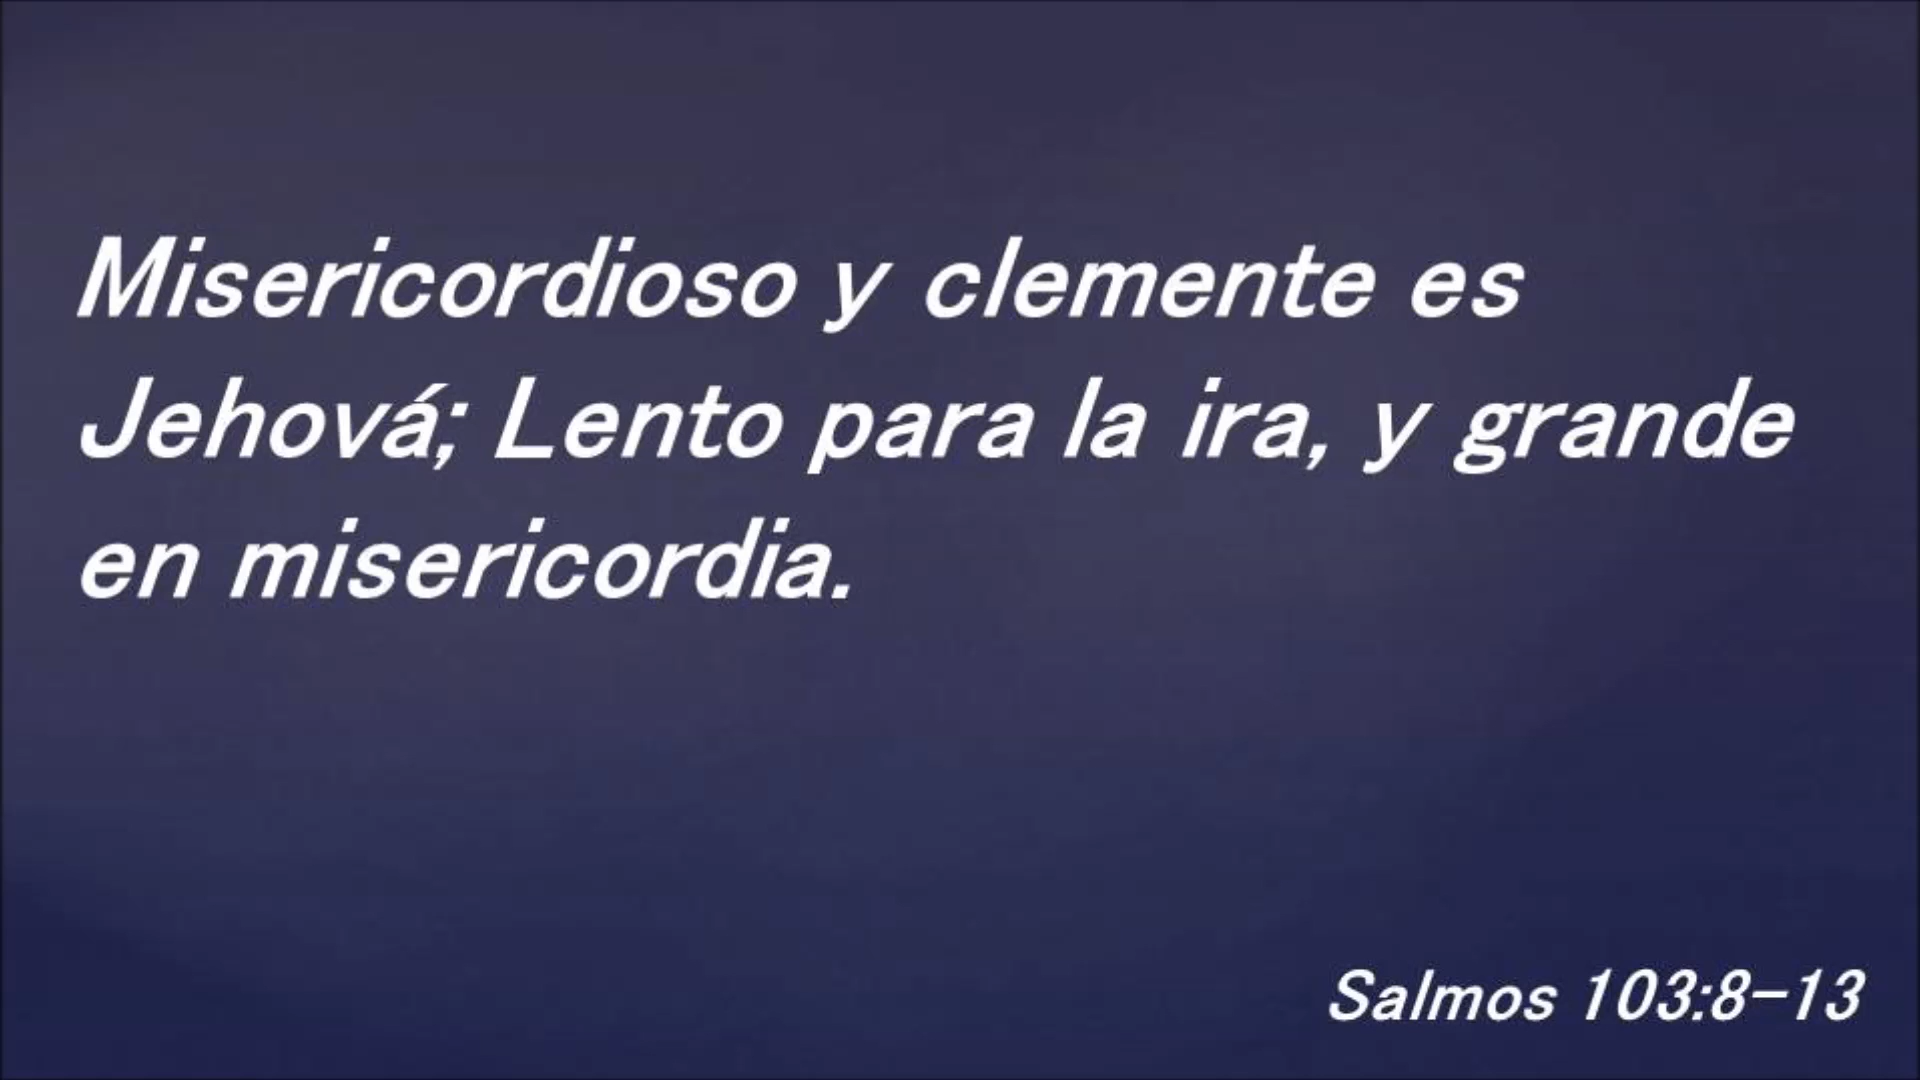 Misericordioso y clemente es
Jehová; Lento para la ira, y grande
en misericordia.
Salmos 103:8-13